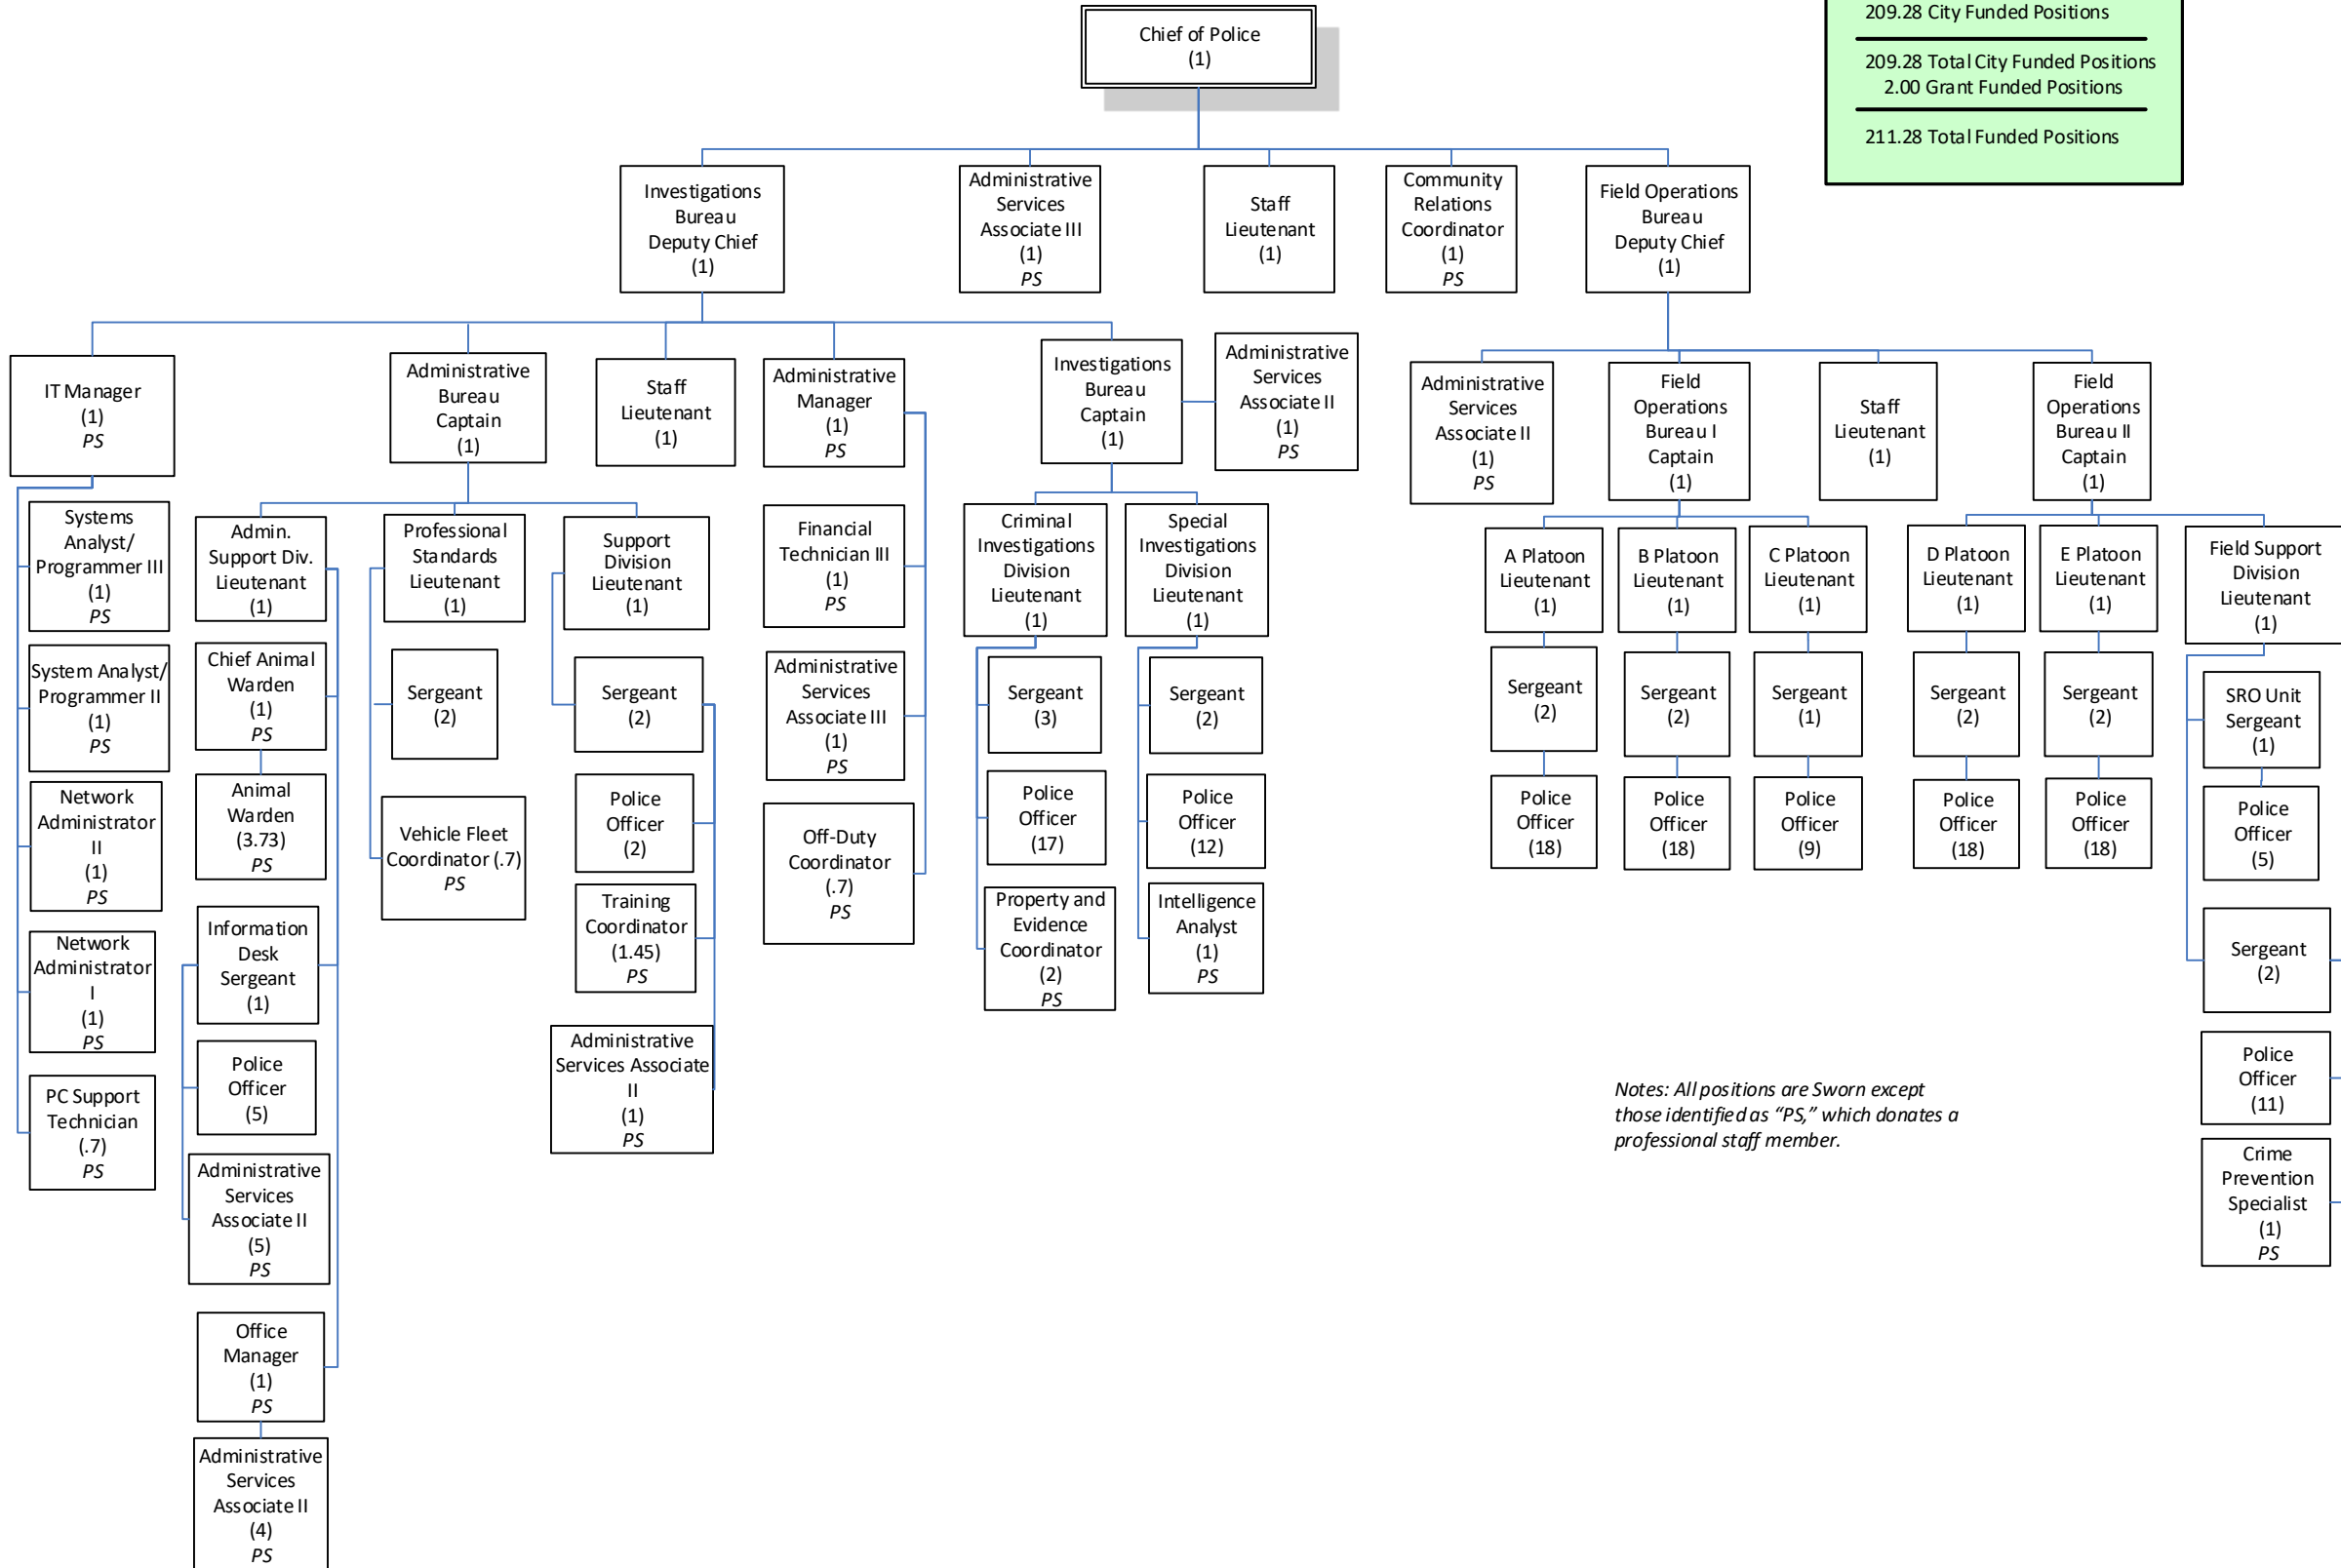 209.28 City Funded Positions
209.28 Total City Funded Positions
2.00 Grant Funded Positions
211.28 Total Funded Positions
Chief of Police
(1)
Investigations
Bureau
Deputy Chief
(1)
Administrative
Services
Associate III
(1)
PS
Staff
Lieutenant
(1)
Community
Relations
Coordinator
(1)
PS
Field Operations
Bureau
Deputy Chief
(1)
IT Manager
(1)
PS
Administrative
Bureau
Captain
(1)
Staff
Lieutenant
(1)
Administrative
Manager
(1)
PS
Investigations
Bureau
Captain
(1)
Administrative
Services
Associate II
(1)
PS
Administrative
Services
Associate II
(1)
PS
Field
Operations
Bureau I
Captain
(1)
Staff
Lieutenant
(1)
Field
Operations
Bureau II
Captain
(1)
Systems
Analyst/
Programmer III
(1)
PS
System Analyst/
Programmer II
(1)
PS
Network
Administrator
II
(1)
PS
Network
Administrator
I
(1)
PS
PC Support
Technician
(.7)
PS
Admin.
Support Div.
Lieutenant
(1)
Chief Animal
Warden
(1)
PS
Animal
Warden
(3.73)
PS
Information
Desk
Sergeant
(1)
Police
Officer
(5)
Administrative
Services
Associate II
(5)
PS
Office
Manager
(1)
PS
Administrative
Services
Associate II
(4)
PS
Professional
Standards
Lieutenant
(1)
Sergeant
(2)
Vehicle Fleet
Coordinator (.7)
PS
Support
Division
Lieutenant
(1)
Sergeant
(2)
Police
Officer
(2)
Training
Coordinator
(1.45)
PS
Administrative
Services Associate
II
(1)
PS
Financial
Technician III
(1)
PS
Administrative
Services
Associate III
(1)
PS
Off-Duty
Coordinator
(.7)
PS
Criminal
Investigations
Division
Lieutenant
(1)
Sergeant
(3)
Police
Officer
(17)
Property and
Evidence
Coordinator
(2)
PS
Special
Investigations
Division
Lieutenant
(1)
Sergeant
(2)
Police
Officer
(12)
Intelligence
Analyst
(1)
PS
A Platoon
Lieutenant
(1)
Sergeant
(2)
Police
Officer
(18)
B Platoon
Lieutenant
(1)
Sergeant
(2)
Police
Officer
(18)
C Platoon
Lieutenant
(1)
Sergeant
(1)
Police
Officer
(9)
D Platoon
Lieutenant
(1)
Sergeant
(2)
Police
Officer
(18)
E Platoon
Lieutenant
(1)
Sergeant
(2)
Police
Officer
(18)
Field Support
Division
Lieutenant
(1)
SRO Unit
Sergeant
(1)
Police
Officer
(5)
Sergeant
(2)
Police
Officer
(11)
Crime
Prevention
Specialist
(1)
PS
Notes: All positions are Sworn except
those identified as “PS,” which donates a
professional staff member.